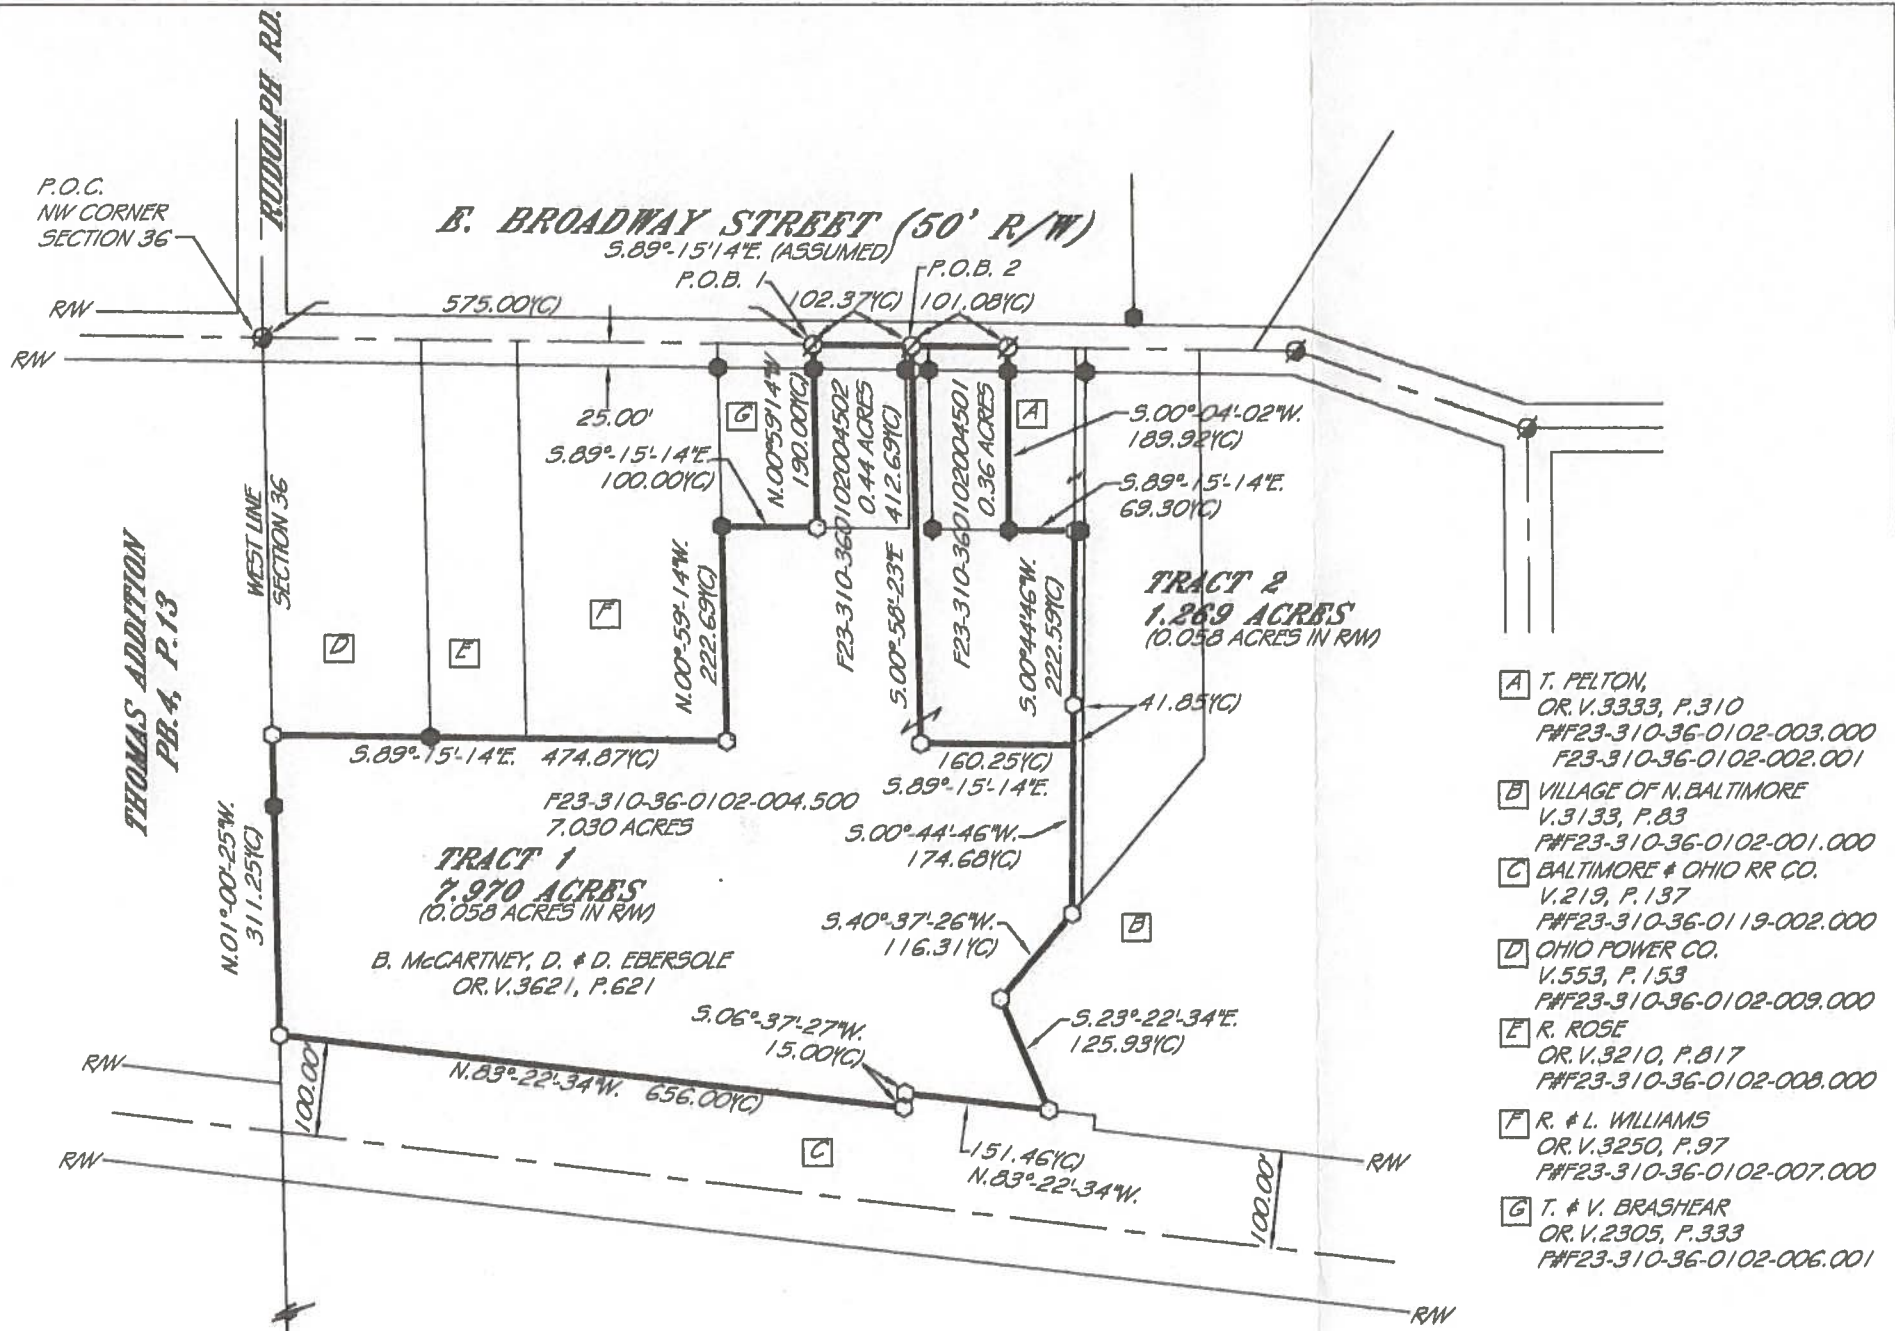 RUDOLPH RD.
P.O.C.
NW CORNER
SECTION 36
E. BROADWAY STREET (50' R/W)
S.89°-15'14"E. (ASSUMED)
P.O.B. 1
P.O.B. 2
R/W
575.00'(C)
102.37'(C)
101.08'(C)
R/W
25.00'
G
N.00°59'14"W
190.00'(C)
F23-310-360102004502
0.44 ACRES
412.69'(C)
S.00°-58'-23"E
F23-310-360102004501
0.36 ACRES
A
S.00°-04'-02"W.
189.92'(C)
S.89°-15'-14"E.
100.00'(C)
S.89°-15'-14"E.
69.30'(C)
WEST LINE
SECTION 36
THOMAS ADDITION
PB.4, P.13
D
E
F
N.00°-59'-14"W.
222.69'(C)
S.00°44'46"W.
222.59'(C)
TRACT 2
1.269 ACRES
(0.058 ACRES IN R/W)
41.85'(C)
S.89°-15'-14"E. 474.87'(C)
160.25'(C)
S.89°-15'-14"E.
F23-310-36-0102-004.500
7.030 ACRES
S.00°-44'-46"W.
174.68'(C)
N.01°-00'-25"W.
311.25'(C)
TRACT 1
7.970 ACRES
(0.058 ACRES IN R/W)
S.40°-37'-26"W.
116.31'(C)
B
B. McCARTNEY, D. & D. EBERSOLE
OR.V.3621, P.621
S.06°-37'-27"W.
15.00'(C)
S.23°-22'-34"E.
125.93'(C)
R/W
100.00'
N.83°-22'-34"W. 656.00'(C)
C
151.46'(C)
N.83°-22'-34"W.
R/W
R/W
100.00'
R/W
A T. PELTON,
OR.V.3333, P.310
P#F23-310-36-0102-003.000
F23-310-36-0102-002.001
B VILLAGE OF N.BALTIMORE
V.3133, P.83
P#F23-310-36-0102-001.000
C BALTIMORE & OHIO RR CO.
V.219, P.137
P#F23-310-36-0119-002.000
D OHIO POWER CO.
V.553, P.153
P#F23-310-36-0102-009.000
E R. ROSE
OR.V.3210, P.817
P#F23-310-36-0102-008.000
F R. & L. WILLIAMS
OR.V.3250, P.97
P#F23-310-36-0102-007.000
G T. & V. BRASHEAR
OR.V.2305, P.333
P#F23-310-36-0102-006.001